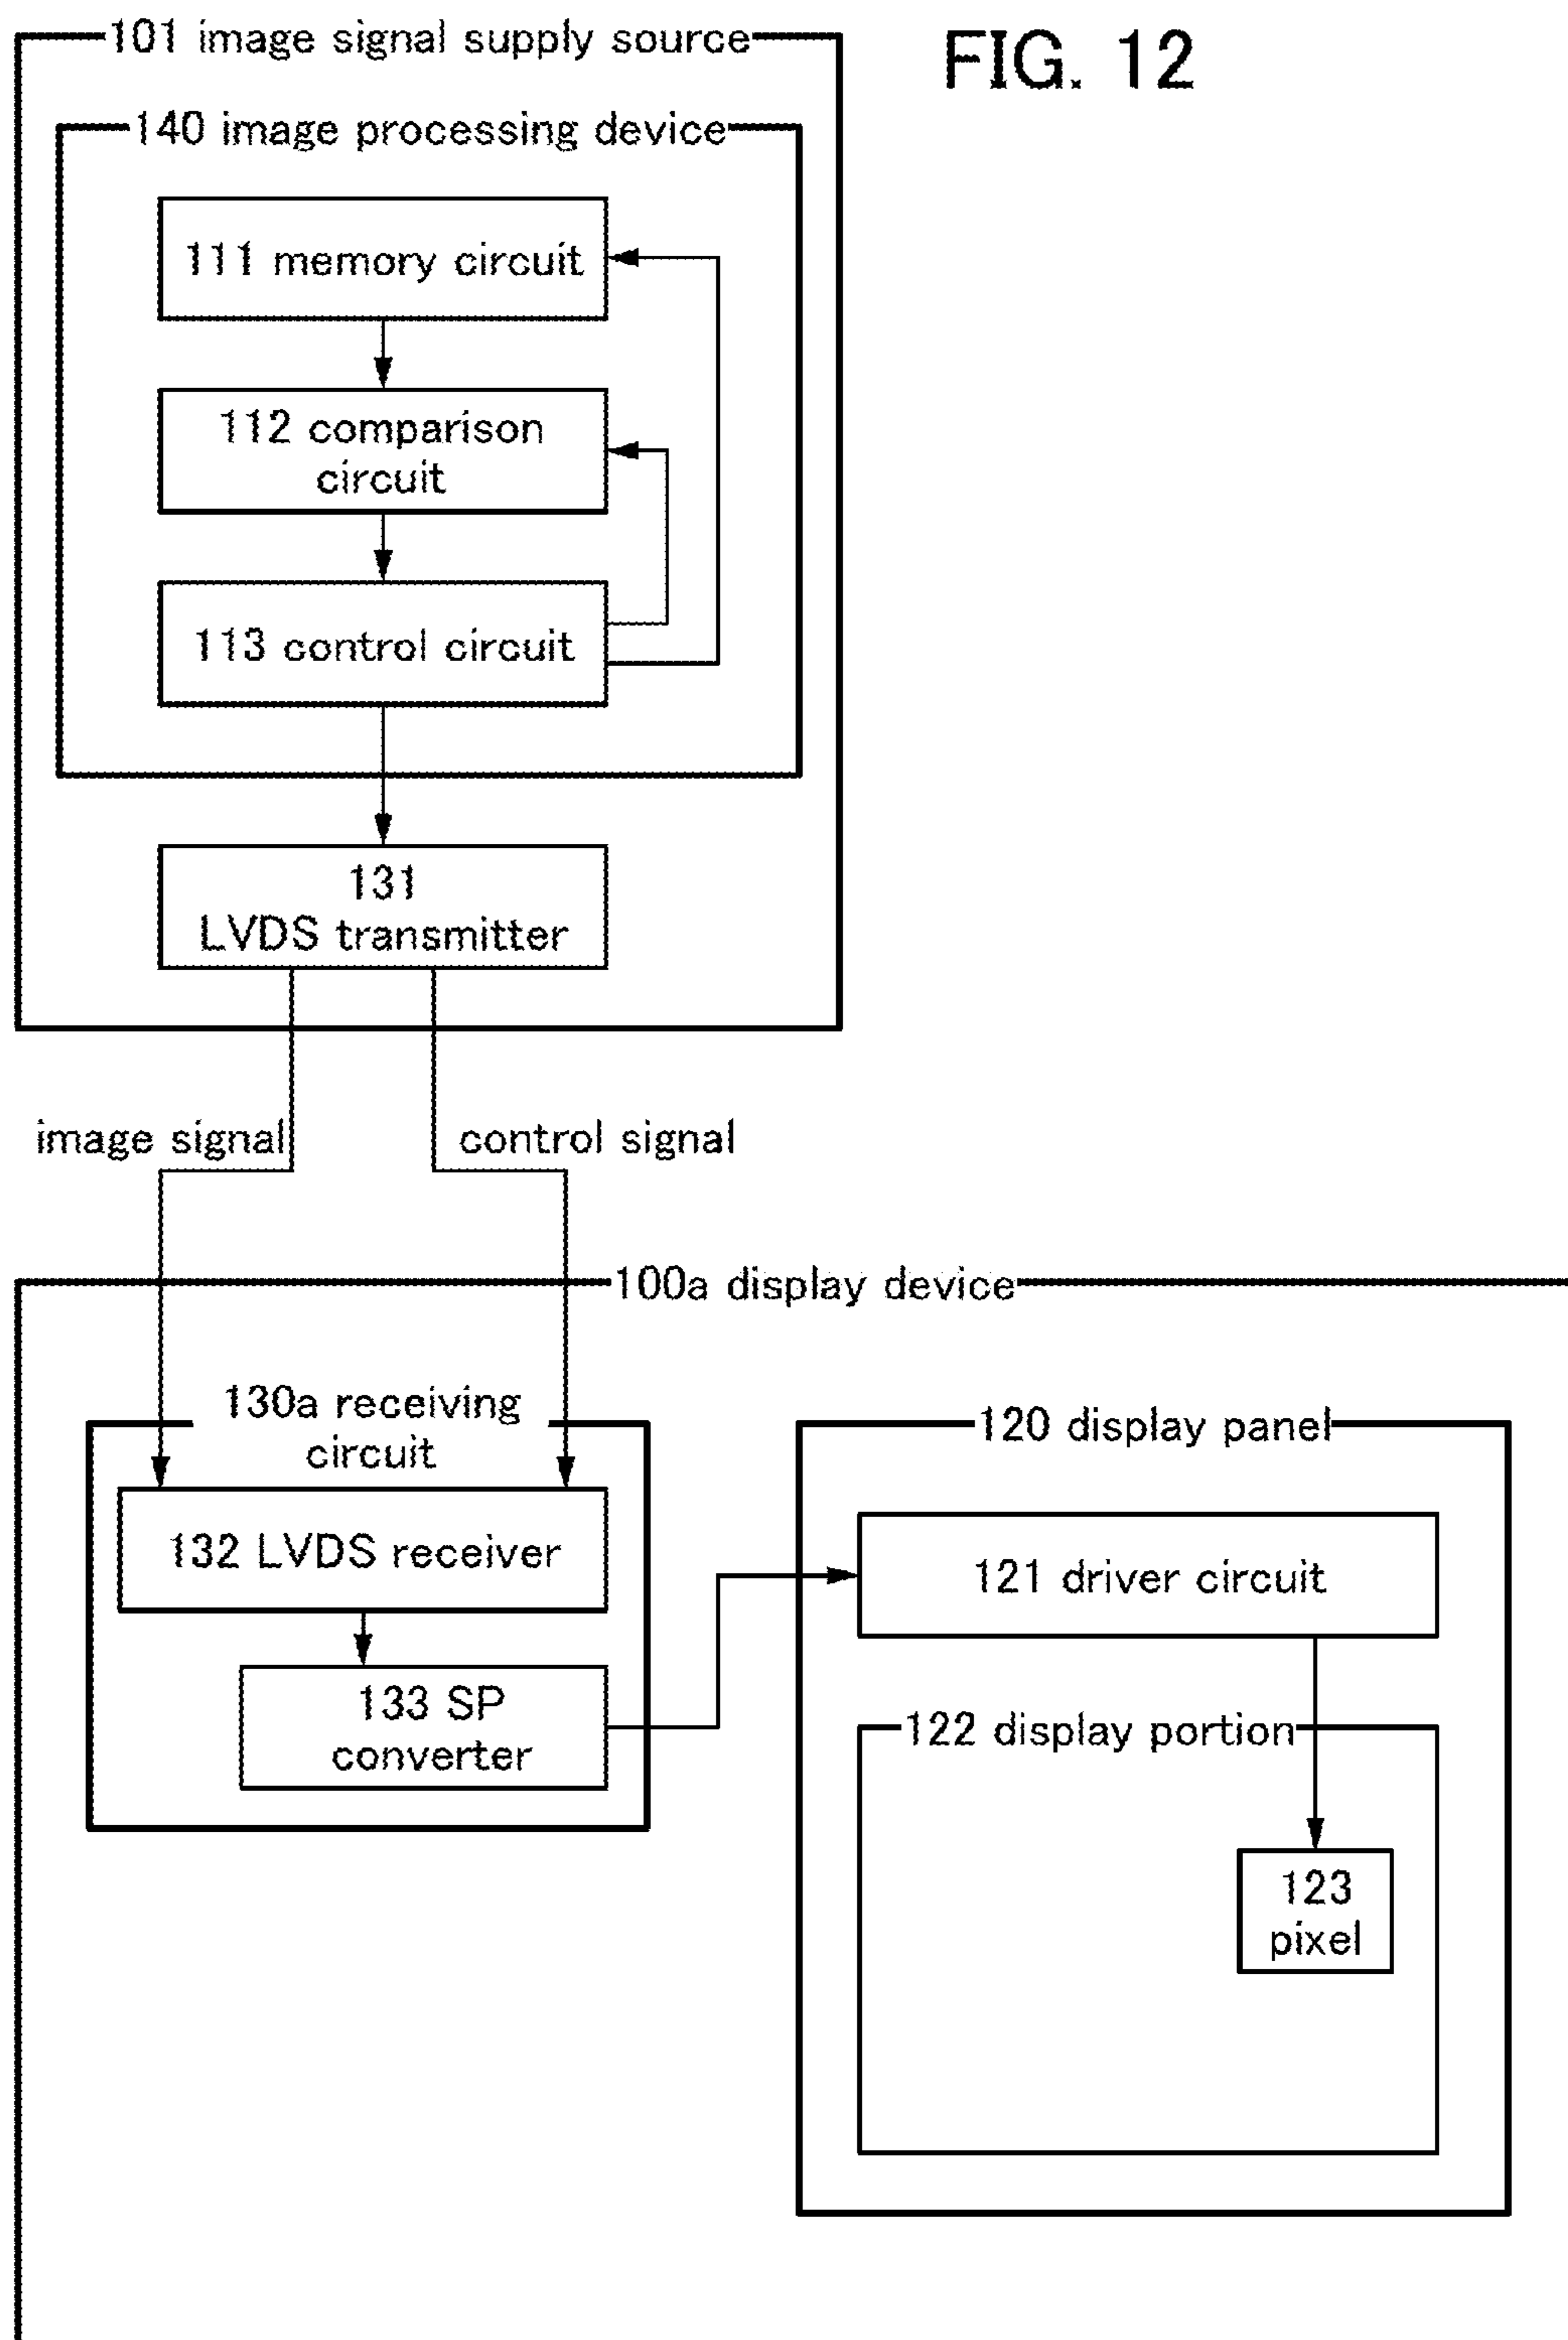 FIG. 12
101 image signal supply source
140 image processing device
111 memory circuit
112 comparison
circuit
113 control circuit
131
LVDS transmitter
image signal
control signal
100a display device
130a receiving
circuit
132 LVDS receiver
133 SP
converter
120 display panel
121 driver circuit
122 display portion
123
pixel